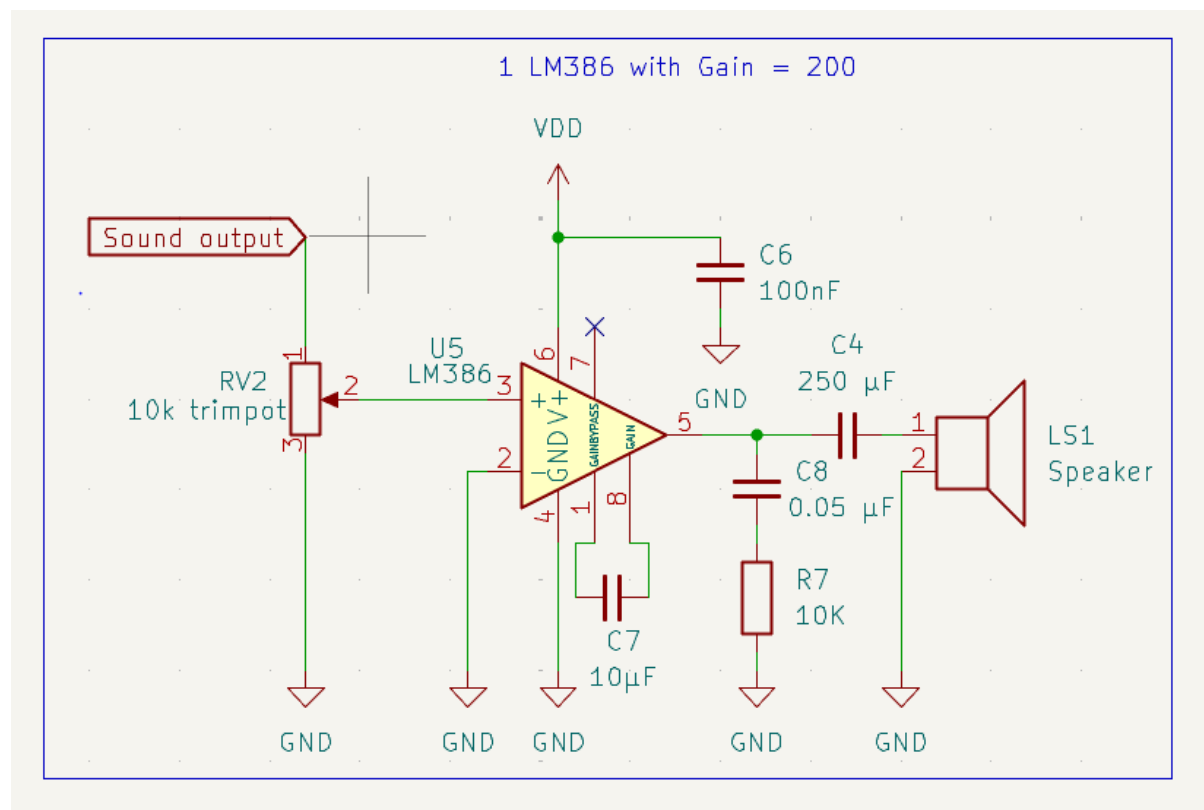 1 LM386 with Gain = 200
VDD
Sound output
C6
100nF
6
7
U5
LM386
C4
250 µF
1
RV2
10k trimpot
2
3
3
+
V+
GND
BYPASS
GAIN
GAIN
5
GND
1
2
LS1
Speaker
2
−
4
1
8
C8
0.05 µF
R7
10K
C7
10µF
GND
GND
GND
GND
GND